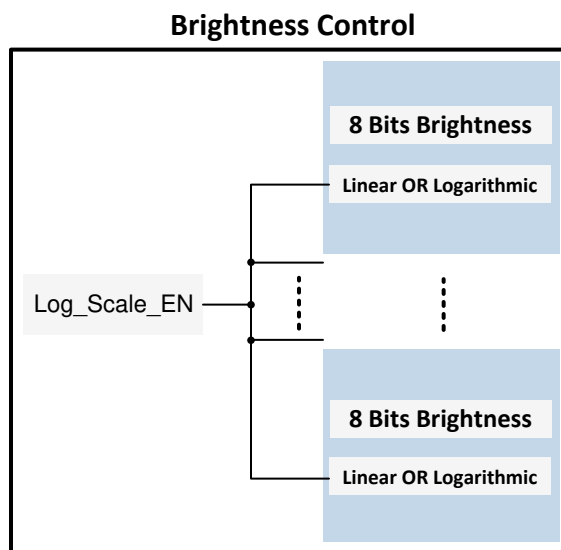 Brightness Control
8 Bits Brightness
Linear OR Logarithmic
Log_Scale_EN
8 Bits Brightness
Linear OR Logarithmic